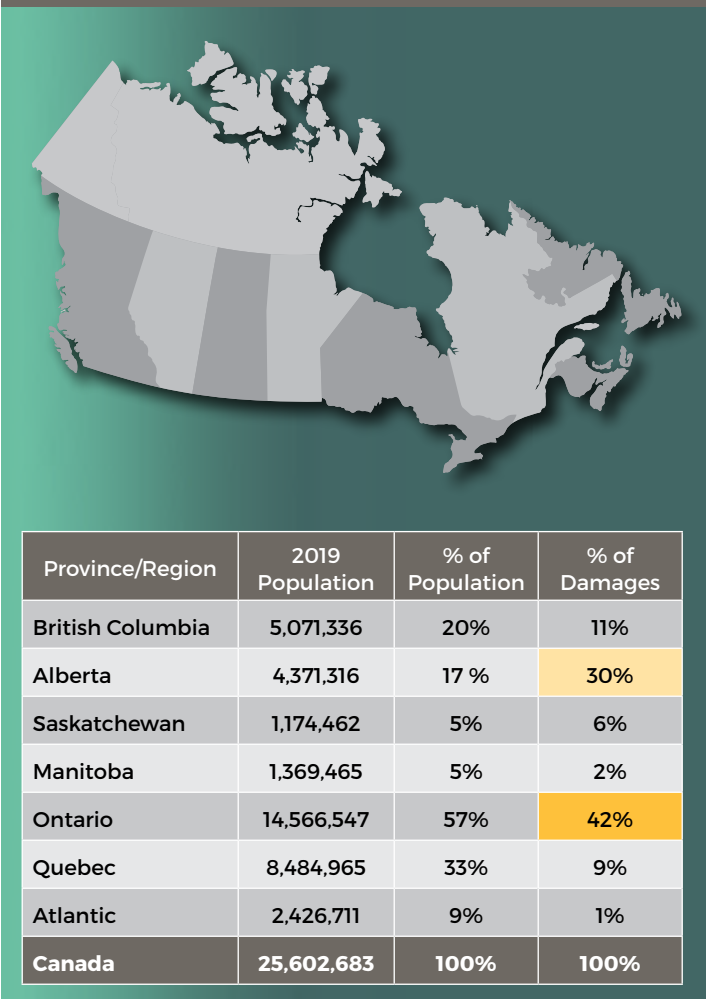 Province/Region 2019 Population % of Population % of Damages
British Columbia 5,071,336 20% 11%
Alberta 4,371,316 17 % 30%
Saskatchewan 1,174,462 5% 6%
Manitoba 1,369,465 5% 2%
Ontario 14,566,547 57% 42%
Quebec 8,484,965 33% 9%
Atlantic 2,426,711 9% 1%
Canada 25,602,683 100% 100%